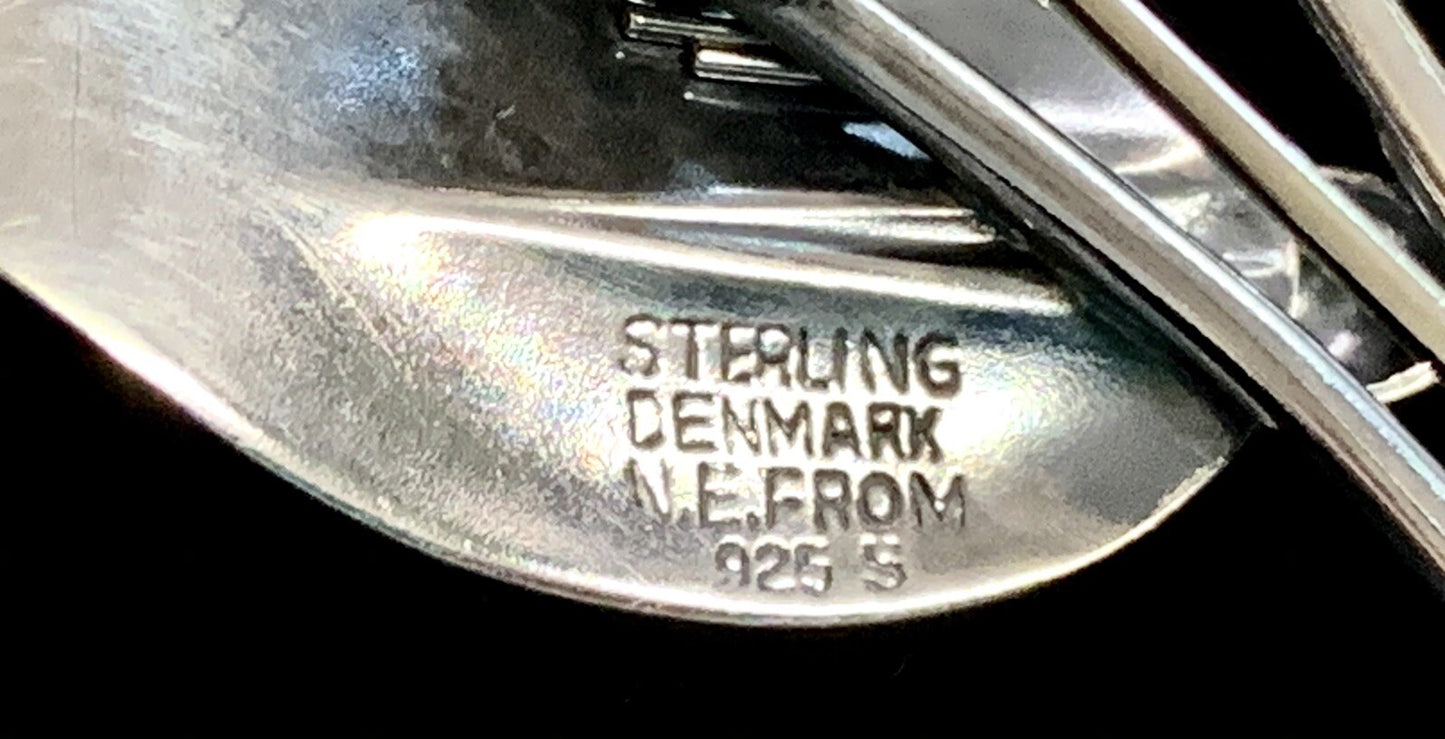 STERLING
DENMARK
N.E.FROM
925 S